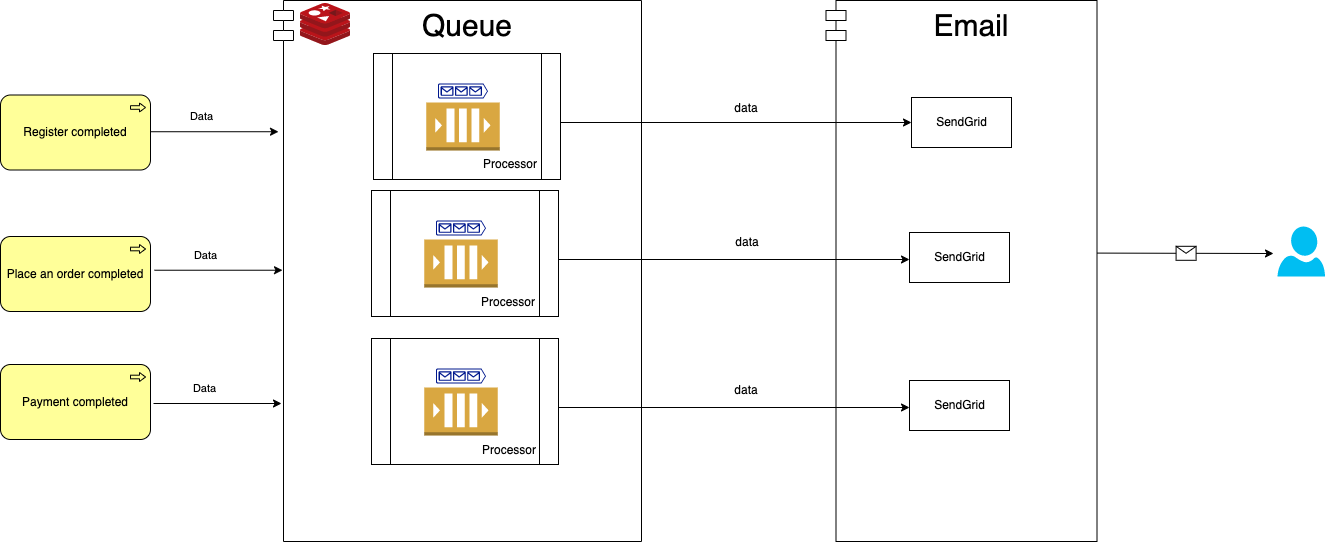 Queue
Email
Register completed
Data
Processor
data
SendGrid
Place an order completed
Data
Processor
data
SendGrid
Payment completed
Data
Processor
data
SendGrid